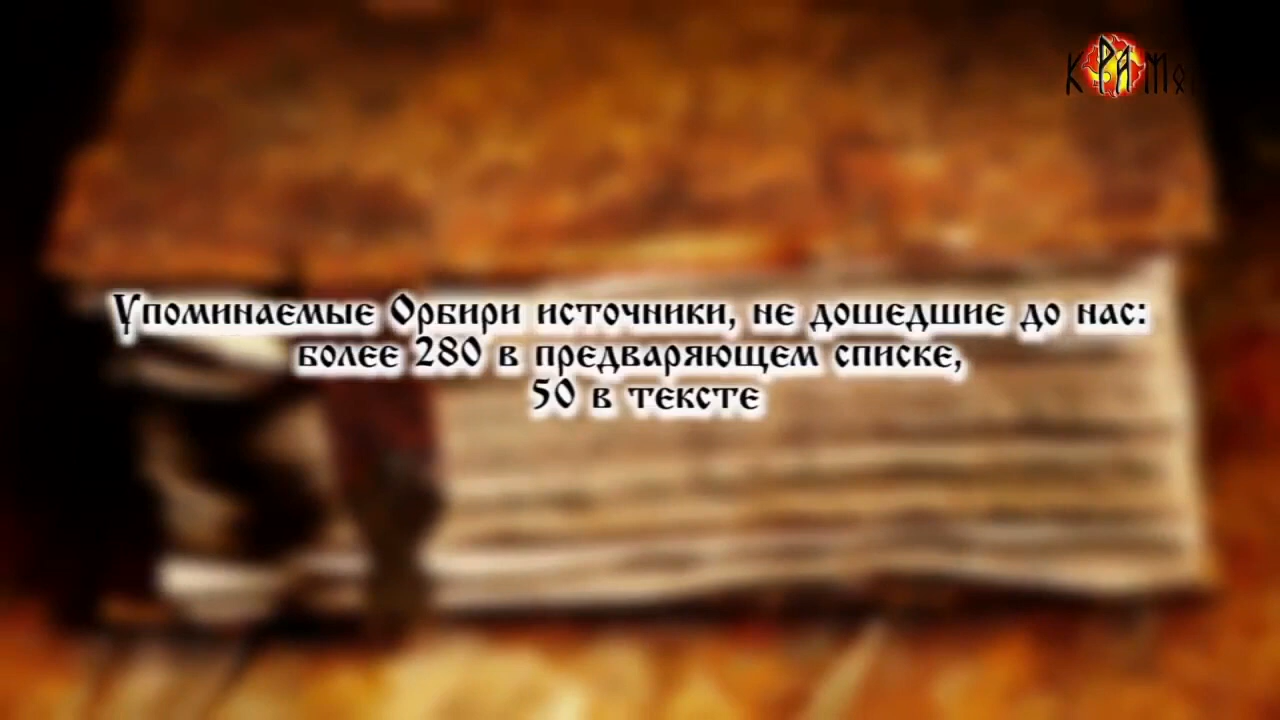 Упоминаемые Орбири источники, не дошедшие до нас:
более 280 в предваряющем списке,
50 в тексте